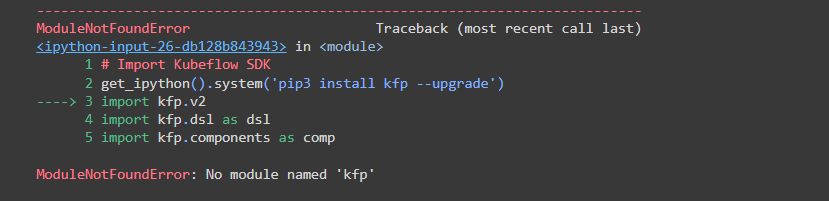 ---------------------------------------------------------------------------
ModuleNotFoundError                       Traceback (most recent call last)
<ipython-input-26-db128b843943> in <module>
      1 # Import Kubeflow SDK
      2 get_ipython().system('pip3 install kfp --upgrade')
----> 3 import kfp.v2
      4 import kfp.dsl as dsl
      5 import kfp.components as comp
ModuleNotFoundError: No module named 'kfp'